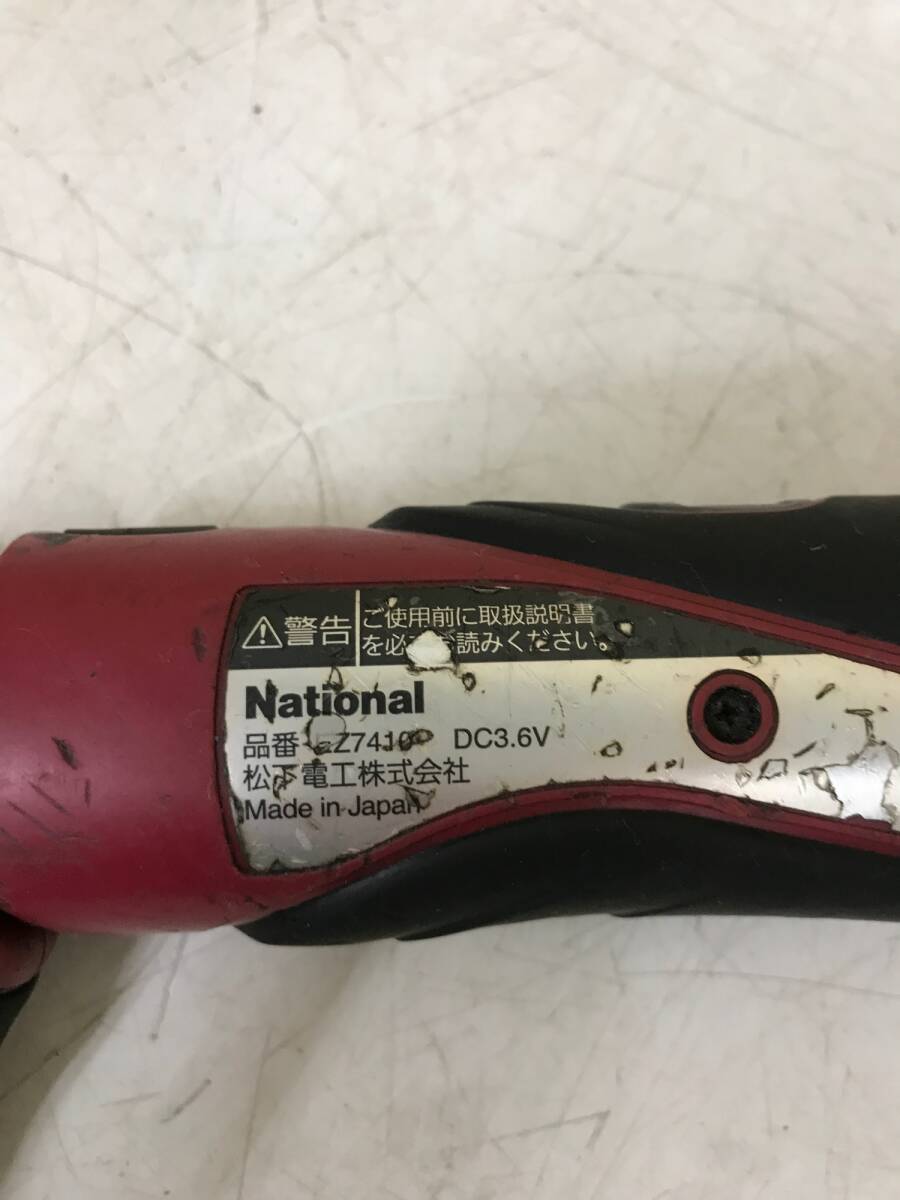 警告
ご使用前に取扱説明書
を必ずお読みください。
National
品番 EZ7410 DC3.6V
松下電工株式会社
Made in Japan